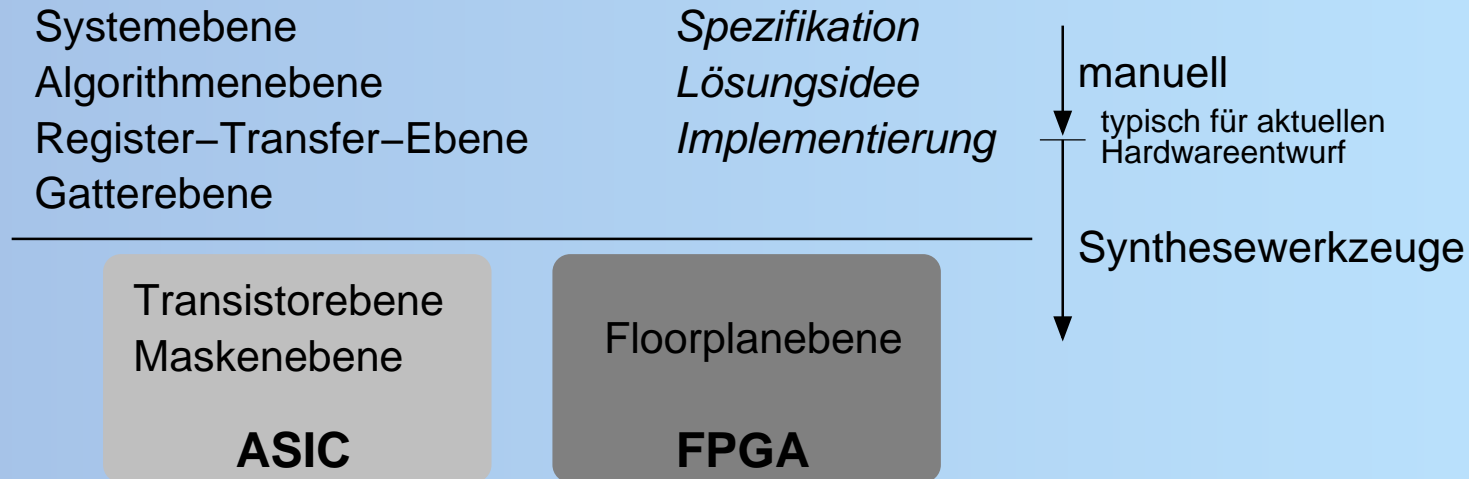 Systemebene Spezifikation
Algorithmenebene Lösungsidee manuell
Register–Transfer–Ebene Implementierung typisch für aktuellen
Hardwareentwurf
Gatterebene
Synthesewerkzeuge
Transistorebene
Maskenebene
Floorplanebene
ASIC FPGA